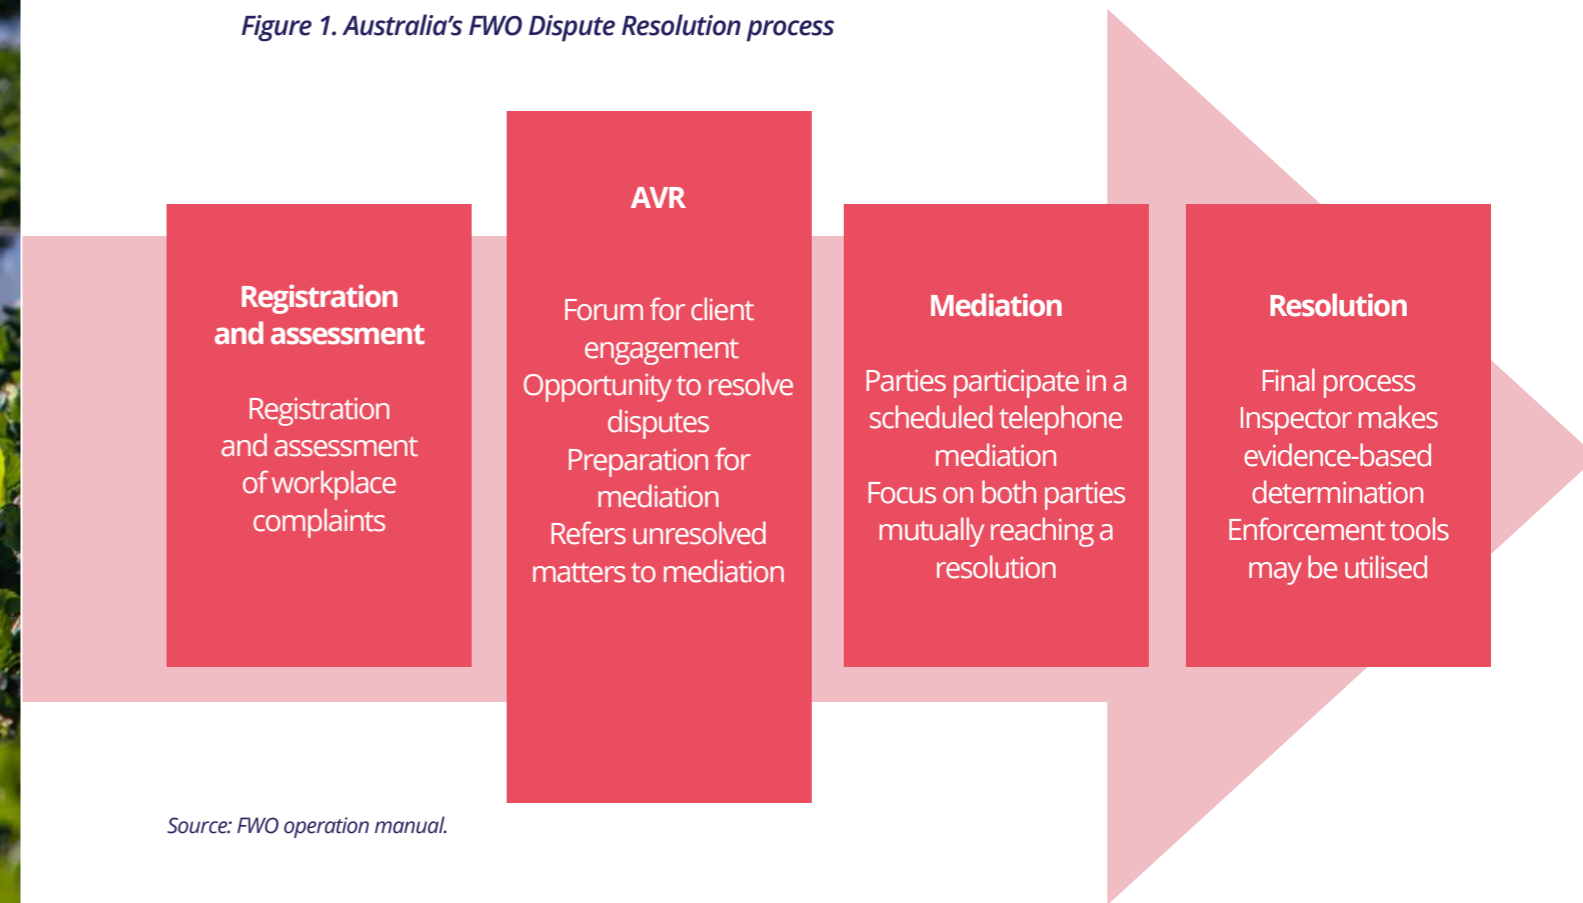 Figure 1. Australia’s FWO Dispute Resolution process
Registration
and assessment
Registration
and assessment
of workplace
complaints
AVR
Forum for client
engagement
Opportunity to resolve
disputes
Preparation for
mediation
Refers unresolved
matters to mediation
Mediation
Parties participate in a
scheduled telephone
mediation
Focus on both parties
mutually reaching a
resolution
Resolution
Final process
Inspector makes
evidence-based
determination
Enforcement tools
may be utilised
Source: FWO operation manual.